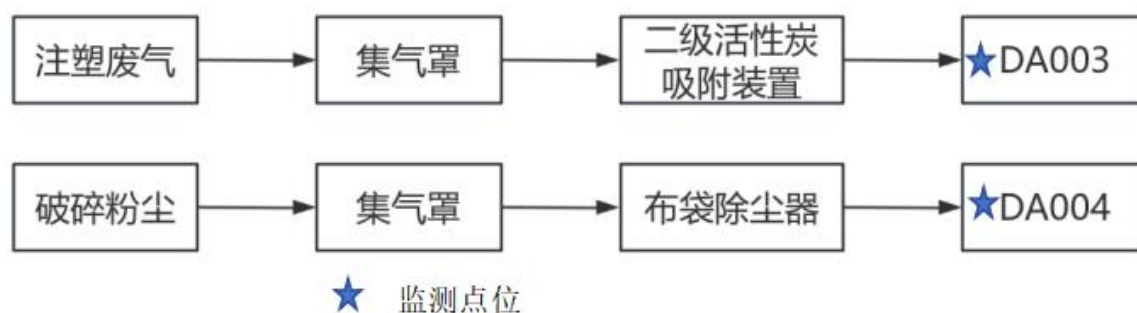 注塑废气
集气罩
二级活性炭
吸附装置
DA003
破碎粉尘
集气罩
布袋除尘器
DA004
监测点位